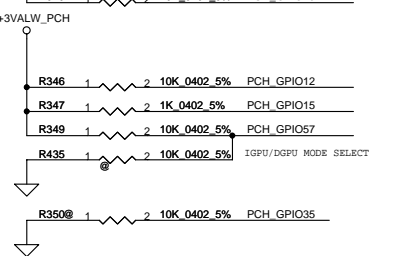 +3VALW_PCH
R346 1 2 10K_0402_5% PCH_GPIO12
R347 1 2 1K_0402_5% PCH_GPIO15
R349 1 2 10K_0402_5% PCH_GPIO57
R435 1 2 10K_0402_5% IGPU/DGPU MODE SELECT
@
R350@ 1 2 10K_0402_5% PCH_GPIO35